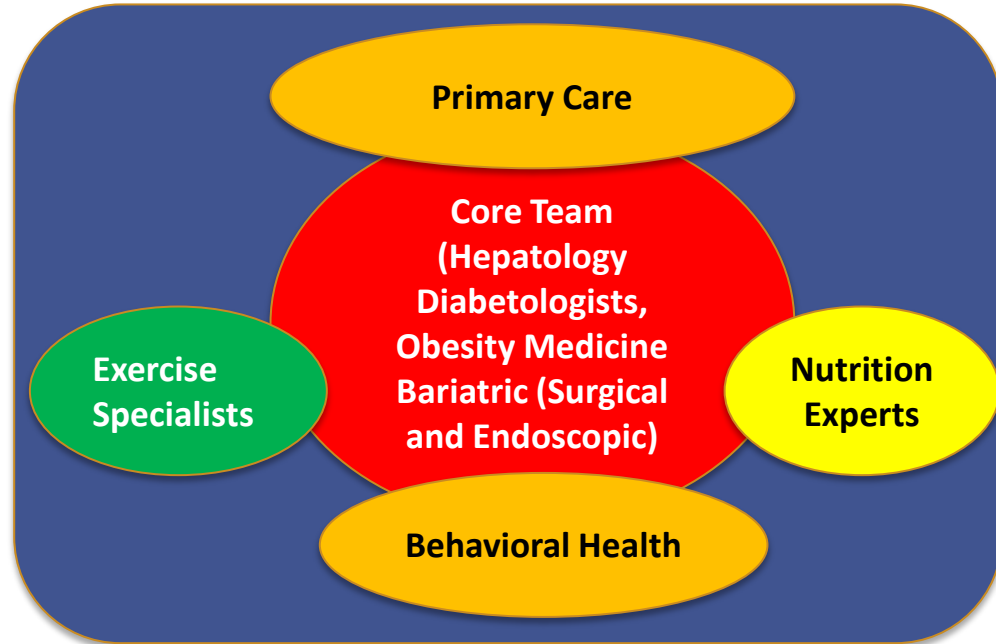 Primary Care
Core Team
(Hepatology
Diabetologists,
Obesity Medicine
Bariatric (Surgical
and Endoscopic)
Exercise
Specialists
Nutrition
Experts
Behavioral Health